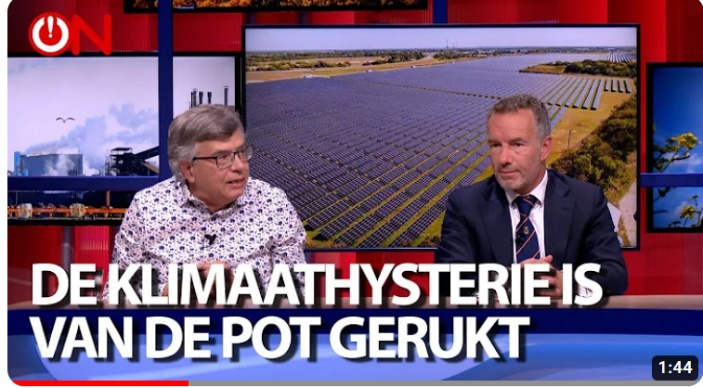 ON
DE KLIMAATHYSTERIE IS
VAN DE POT GERUKT
1:44